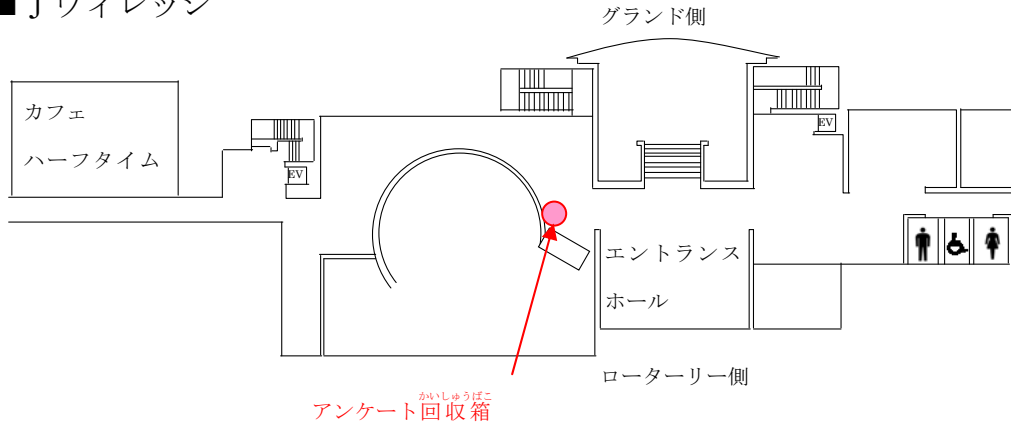 ■Jヴィレッジ
グランド側
カフェ
ハーフタイム
EV
EV
エントランス
ホール
ローターリー側
かいしゅうばこ
アンケート回収箱